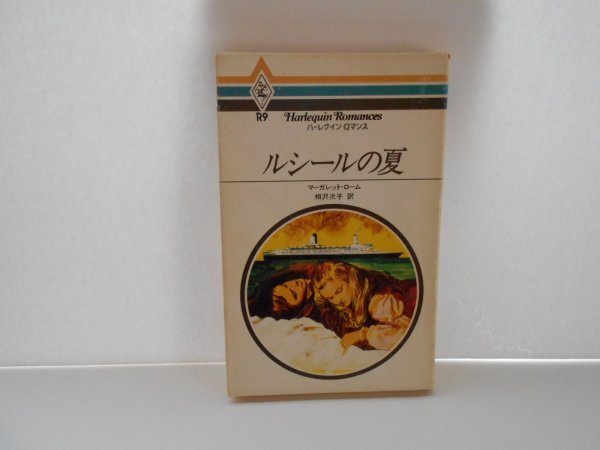 R9
Harlequin Romances
ハーレクイン・ロマンス
ルシールの夏
マーガレット・ローム
相沢次子 訳